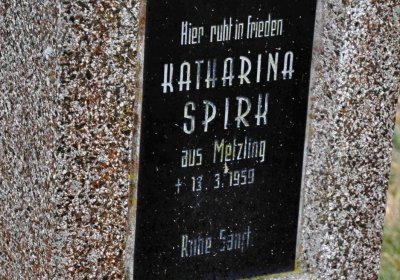 Hier ruht in Frieden
KATHARINA
SPIRK
aus Metzling
† 13. 3. 1959
Ruhe Sanft